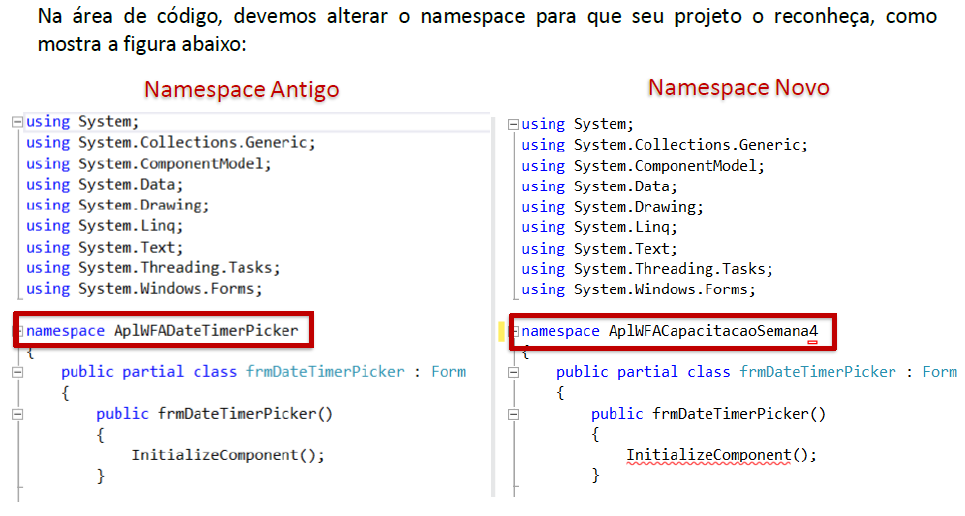 Na área de código, devemos alterar o namespace para que seu projeto o reconheça, como
mostra a figura abaixo:
Namespace Antigo
using System;
using System.Collections.Generic;
using System.ComponentModel;
using System.Data;
using System.Drawing;
using System.Linq;
using System.Text;
using System.Threading.Tasks;
using System.Windows.Forms;
namespace AplWFADateTimerPicker
{
public partial class frmDateTimerPicker : Form
{
public frmDateTimerPicker()
{
InitializeComponent();
}
Namespace Novo
using System;
using System.Collections.Generic;
using System.ComponentModel;
using System.Data;
using System.Drawing;
using System.Linq;
using System.Text;
using System.Threading.Tasks;
using System.Windows.Forms;
namespace AplWFACapacitacaoSemana4
{
public partial class frmDateTimerPicker : Form
{
public frmDateTimerPicker()
{
InitializeComponent();
}